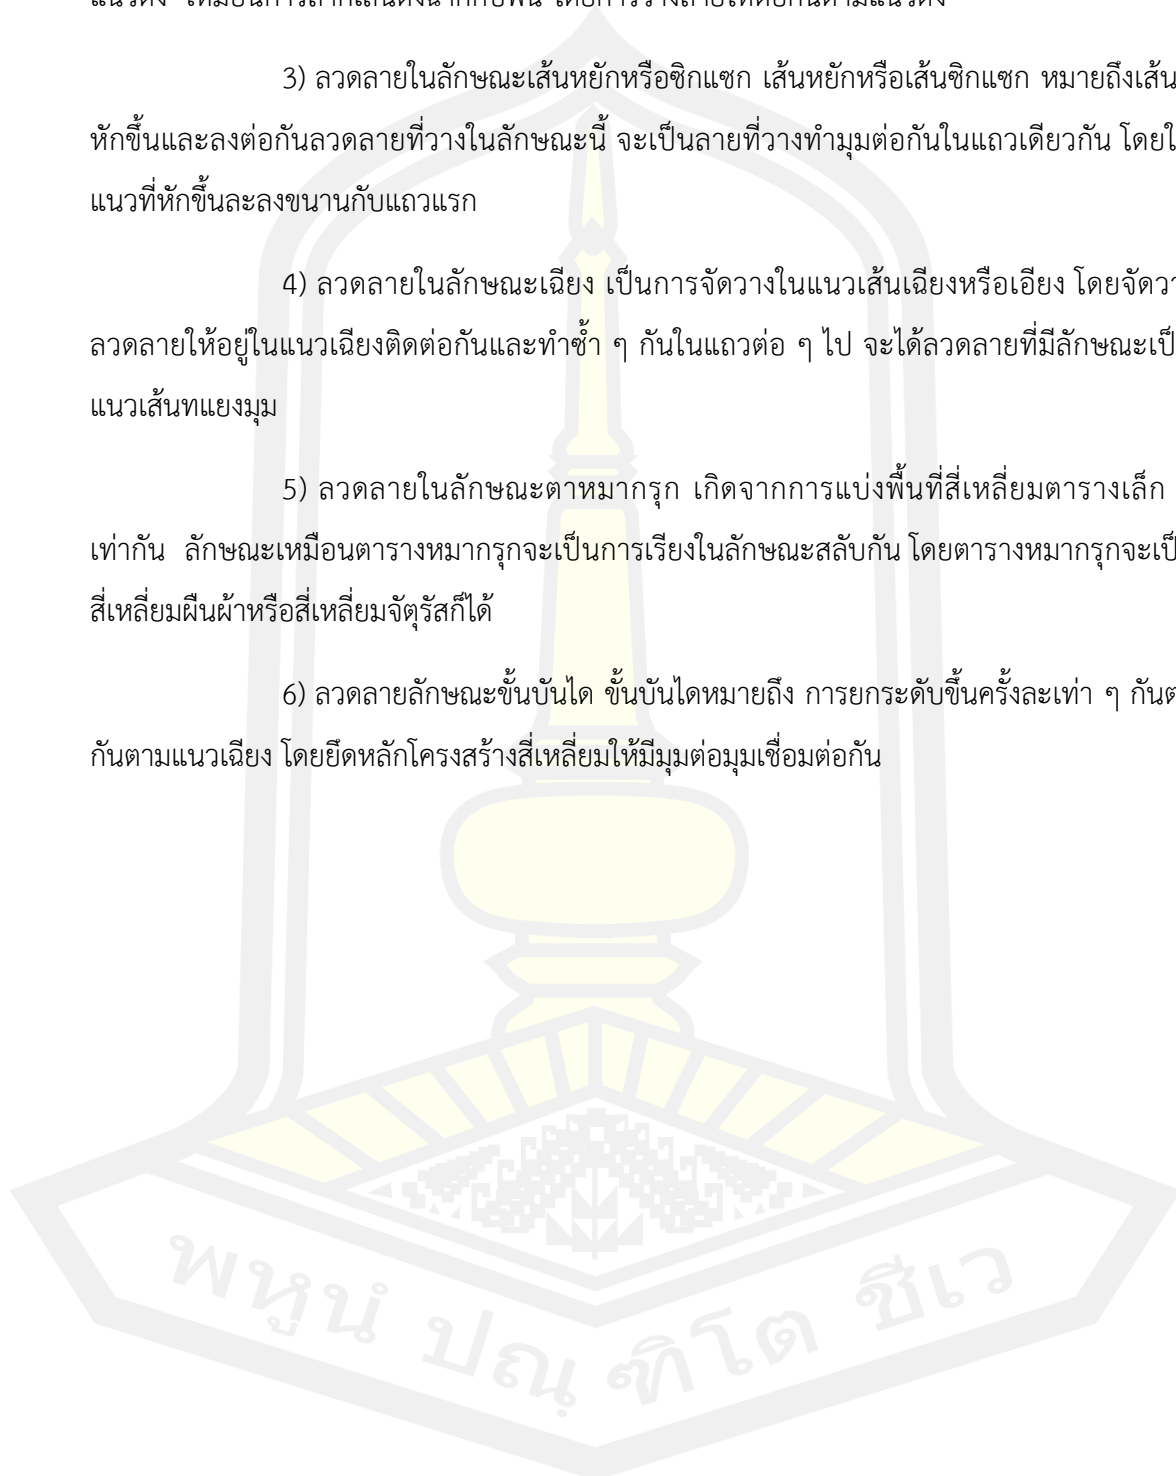 3) ลวดลายในลักษณะเส้นหยักหรือซิกแซก เส้นหยักหรือเส้นซิกแซก หมายถึงเส้น
หักขึ้นและลงต่อกันลวดลายที่วางในลักษณะนี้ จะเป็นลายที่วางทำมุมต่อกันในแถวเดียวกัน
แนวที่หักขึ้นละลงขนานกับแถวแรก
4) ลวดลายในลักษณะเฉียง เป็นการจัดวางในแนวเส้นเฉียงหรือเอียง
ลวดลายให้อยู่ในแนวเฉียงติดต่อกันและทำซ้ำ ๆ กันในแถวต่อ ๆ ไป จะได้ลวดลายที่มีลักษณะ
แนวเส้นทแยงมุม
5) ลวดลายในลักษณะตาหมากรุก เกิดจากการแบ่งพื้นที่สี่เหลี่ยมตารางเล็ก
เท่ากัน ลักษณะเหมือนตารางหมากรุกจะเป็นการเรียงในลักษณะสลับกัน โดยตารางหมากรุก
สี่เหลี่ยมผืนผ้าหรือสี่เหลี่ยมจัตุรัสก็ได้
6) ลวดลายลักษณะขั้นบันได ขั้นบันไดหมายถึง การยกระดับขึ้นครั้งละเท่า ๆ กัน
กันตามแนวเฉียง โดยยึดหลักโครงสร้างสี่เหลี่ยมให้มีมุมต่อมุมเชื่อมต่อกัน
พหูนํ ปณฺฑิโต ชีเว